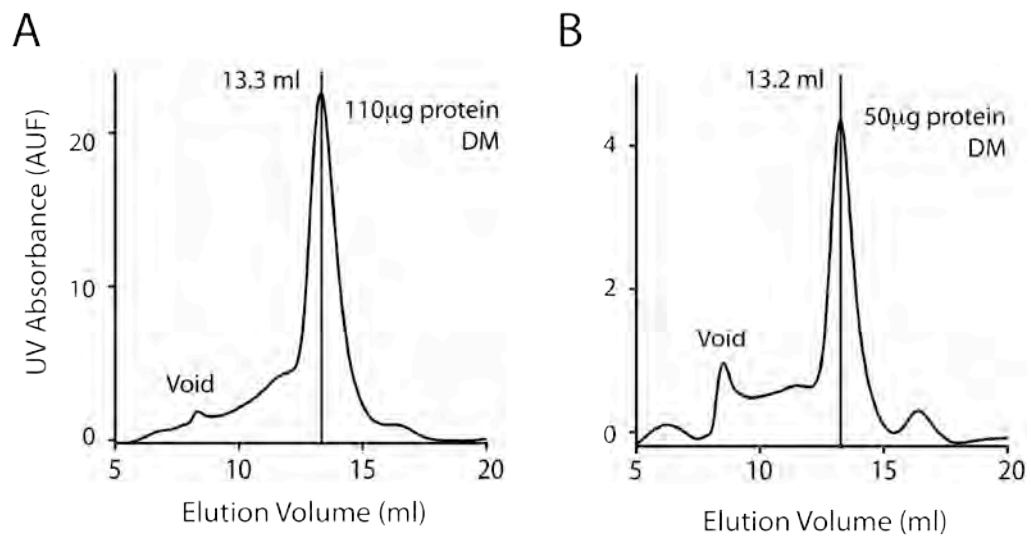 A
13.3 ml
110µg protein
DM
20
10
0
Void
UV Absorbance (AUF)
5
10
15
20
Elution Volume (ml)
B
13.2 ml
50µg protein
DM
4
2
0
Void
5
10
15
20
Elution Volume (ml)